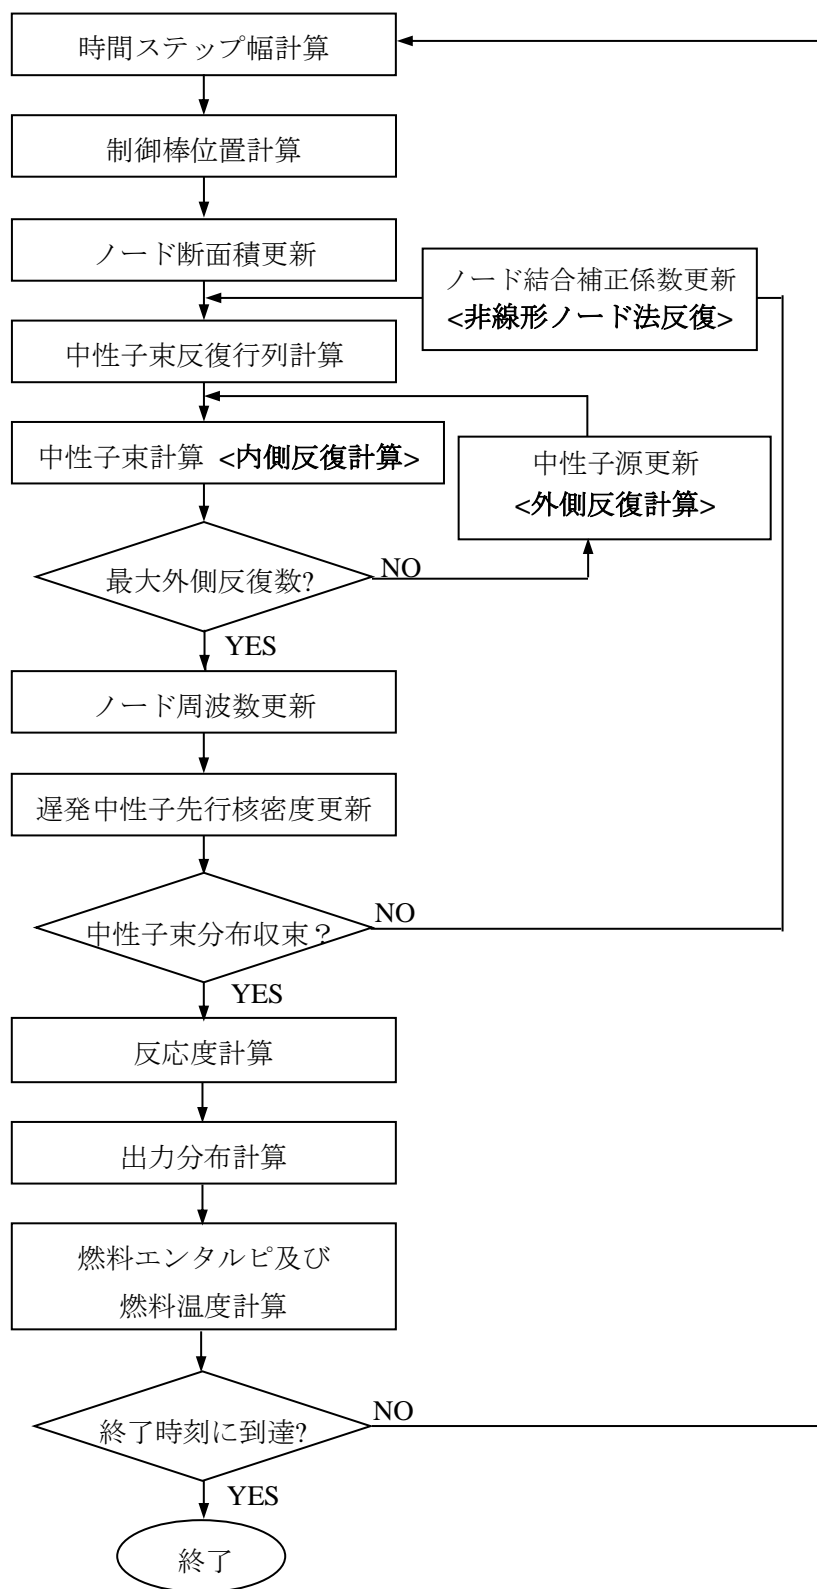 時間ステップ幅計算
制御棒位置計算
ノード断面積更新
ノード結合補正係数更新
<非線形ノード法反復>
中性子束反復行列計算
中性子束計算 <内側反復計算>
中性子源更新
<外側反復計算>
最大外側反復数?
NO
YES
ノード周波数更新
遅発中性子先行核密度更新
中性子束分布収束？
NO
YES
反応度計算
出力分布計算
燃料エンタルピ及び
燃料温度計算
終了時刻に到達?
NO
YES
終了